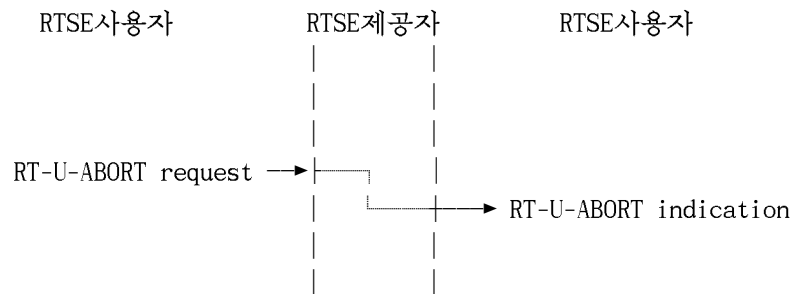 RTSE사용자 RTSE제공자 RTSE사용자
RT-U-ABORT request
RT-U-ABORT indication